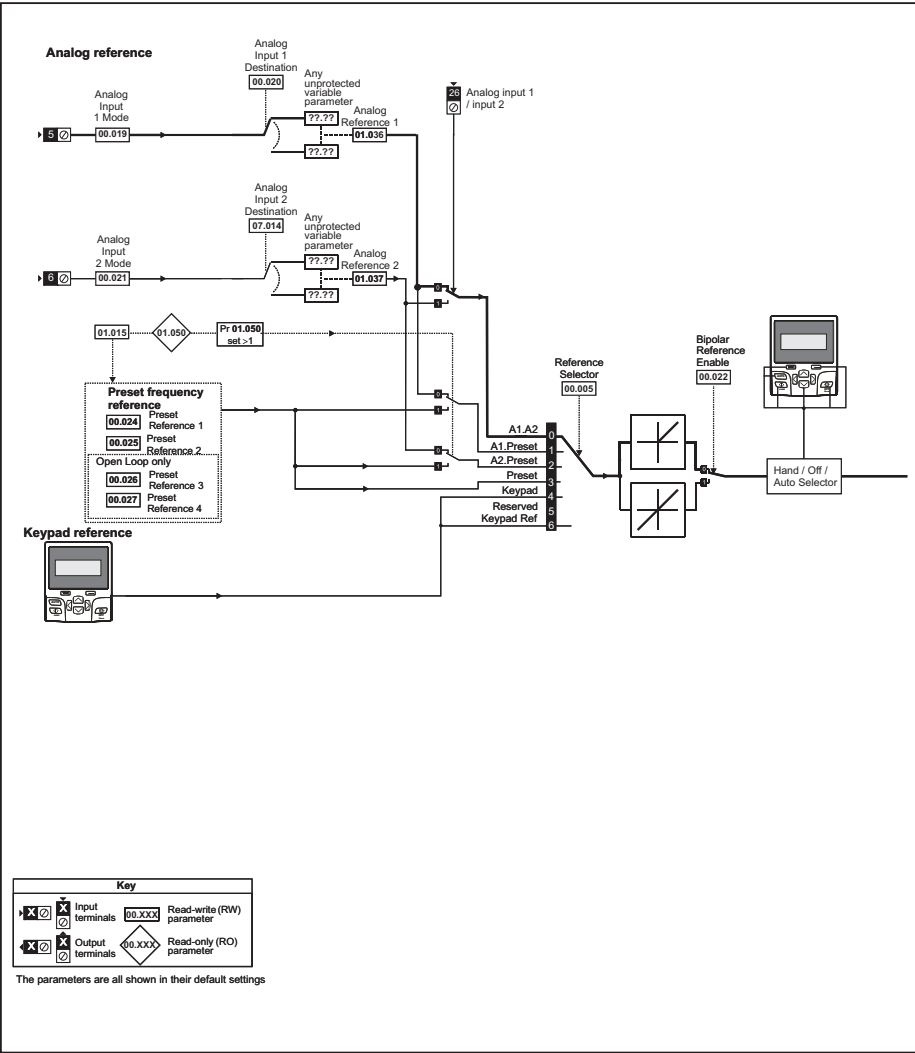 Analog reference
Analog
Input 1
Destination
00.020
Any
unprotected
variable
parameter
??.??
Analog
Reference 1
01.036
??.??
Analog
Input
1 Mode
5
00.019
26
Analog input 1
/ input 2
Analog
Input 2
Destination
07.014
Any
unprotected
variable
parameter
??.??
Analog
Reference 2
01.037
??.??
Analog
Input
2 Mode
6
00.021
0
1
01.015
01.050
Pr 01.050
set >1
Preset frequency
reference
00.024
Preset
Reference 1
00.025
Preset
Reference 2
Open Loop only
00.026
Preset
Reference 3
00.027
Preset
Reference 4
0
1
0
1
A1.A2
0
A1.Preset
1
A2.Preset
2
Preset
3
Keypad
4
Reserved
5
Keypad Ref
6
Reference
Selector
00.005
Bipolar
Reference
Enable
00.022
Hand / Off /
Auto Selector
Keypad reference
Key
X
X
Input
terminals
00.XXX
Read-write (RW)
parameter
X
X
Output
terminals
00.XXX
Read-only (RO)
parameter
The parameters are all shown in their default settings